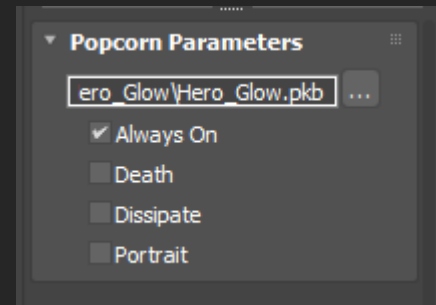 Popcorn Parameters
ero_Glow\Hero_Glow.pkb ...
Always On
Death
Dissipate
Portrait